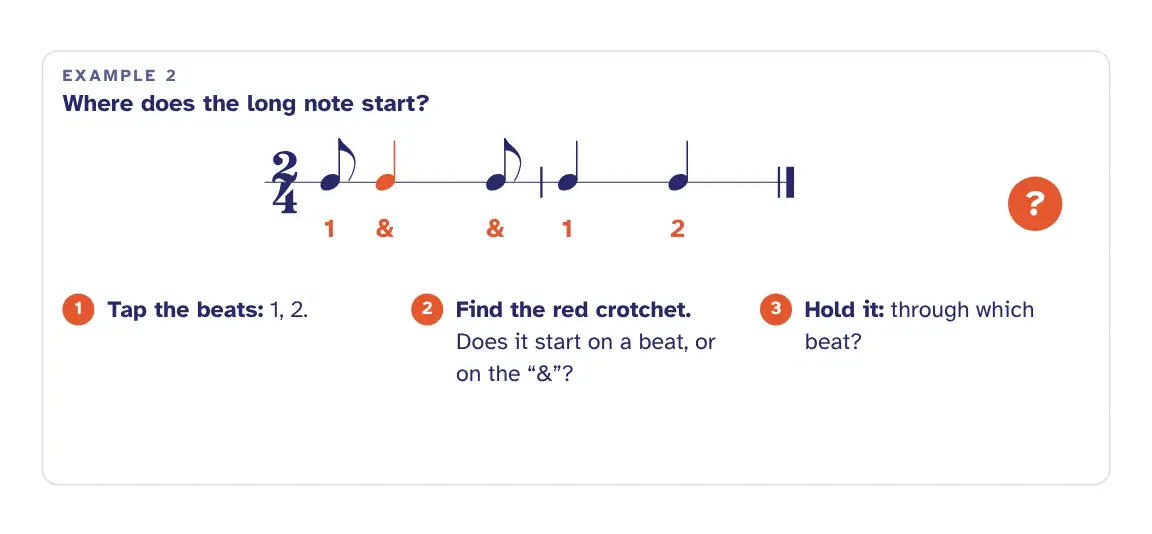 EXAMPLE 2
Where does the long note start?
2
4
1 & & 1 2
?
1 Tap the beats: 1, 2.
2 Find the red crotchet.
Does it start on a beat, or
on the “&”?
3 Hold it: through which
beat?